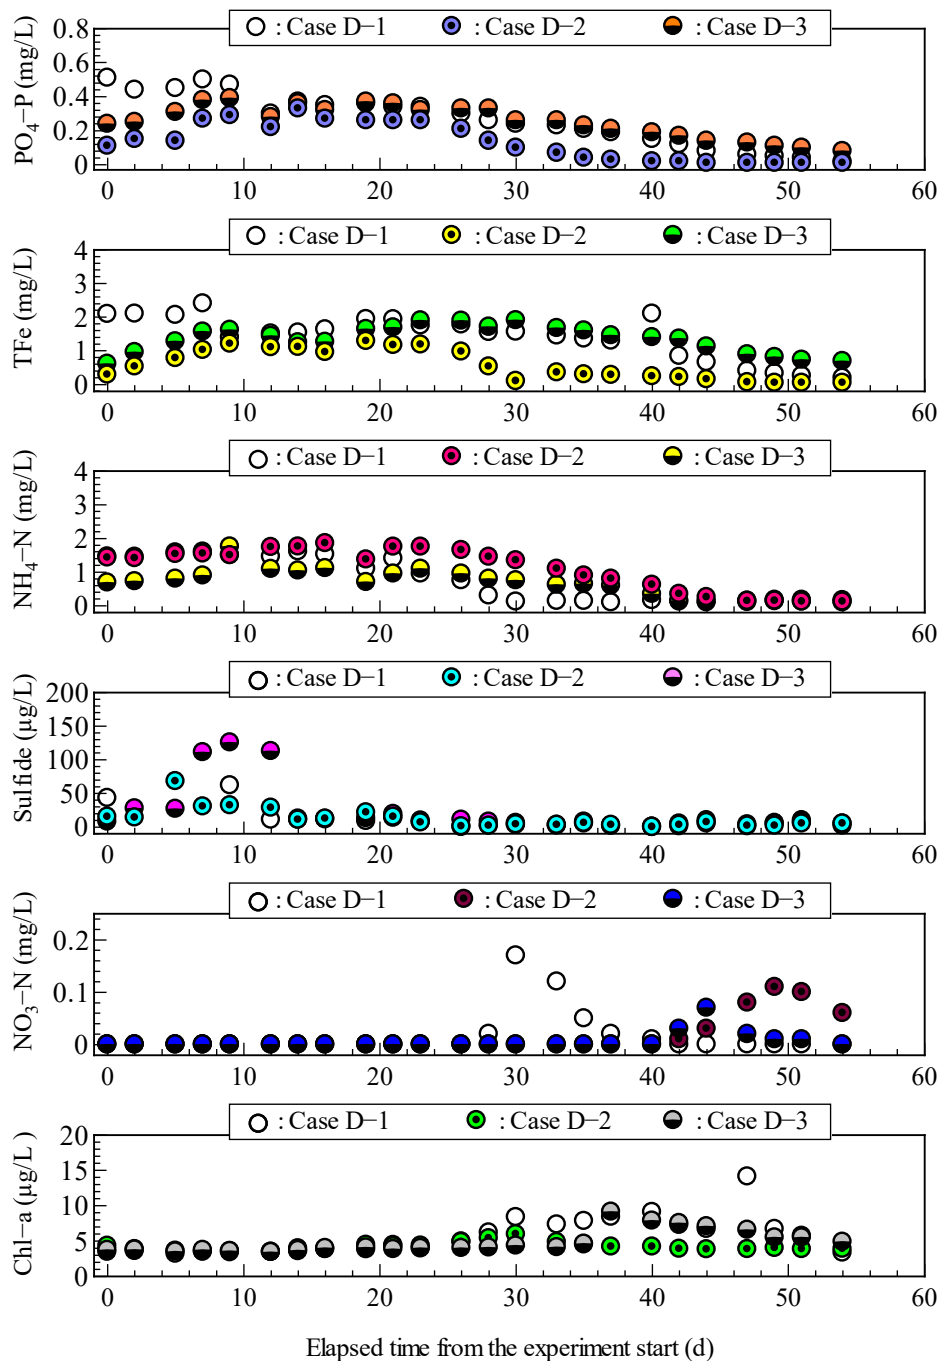 : Case D−1 : Case D−2 : Case D−3
PO₄−P (mg/L)
0.8
0.6
0.4
0.2
0
0 10 20 30 40 50 60
: Case D−1 : Case D−2 : Case D−3
TFe (mg/L)
4
3
2
1
0
0 10 20 30 40 50 60
: Case D−1 : Case D−2 : Case D−3
NH₄−N (mg/L)
4
3
2
1
0
0 10 20 30 40 50 60
: Case D−1 : Case D−2 : Case D−3
Sulfide (μg/L)
200
150
100
50
0
0 10 20 30 40 50 60
: Case D−1 : Case D−2 : Case D−3
NO₃−N (mg/L)
0.2
0.1
0
0 10 20 30 40 50 60
: Case D−1 : Case D−2 : Case D−3
Chl−a (μg/L )
20
15
10
5
0
0 10 20 30 40 50 60
Elapsed time from the experiment start (d)